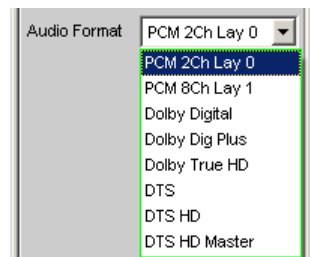 Audio Format PCM 2Ch Lay 0
PCM 2Ch Lay 0
PCM 8Ch Lay 1
Dolby Digital
Dolby Dig Plus
Dolby True HD
DTS
DTS HD
DTS HD Master